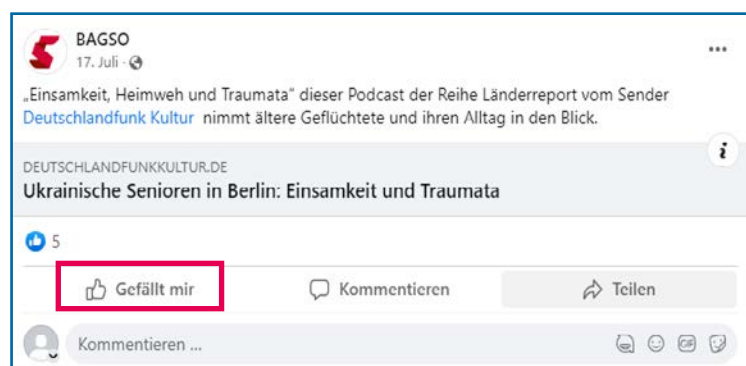 BAGSO
17. Juli ·
„Einsamkeit, Heimweh und Traumata“ dieser Podcast der Reihe Länderreport vom Sender
Deutschlandfunk Kultur nimmt ältere Geflüchtete und ihren Alltag in den Blick.
i
DEUTSCHLANDFUNKKULTUR.DE
Ukrainische Senioren in Berlin: Einsamkeit und Traumata
5
Gefällt mir Kommentieren Teilen
Kommentieren ... GIF